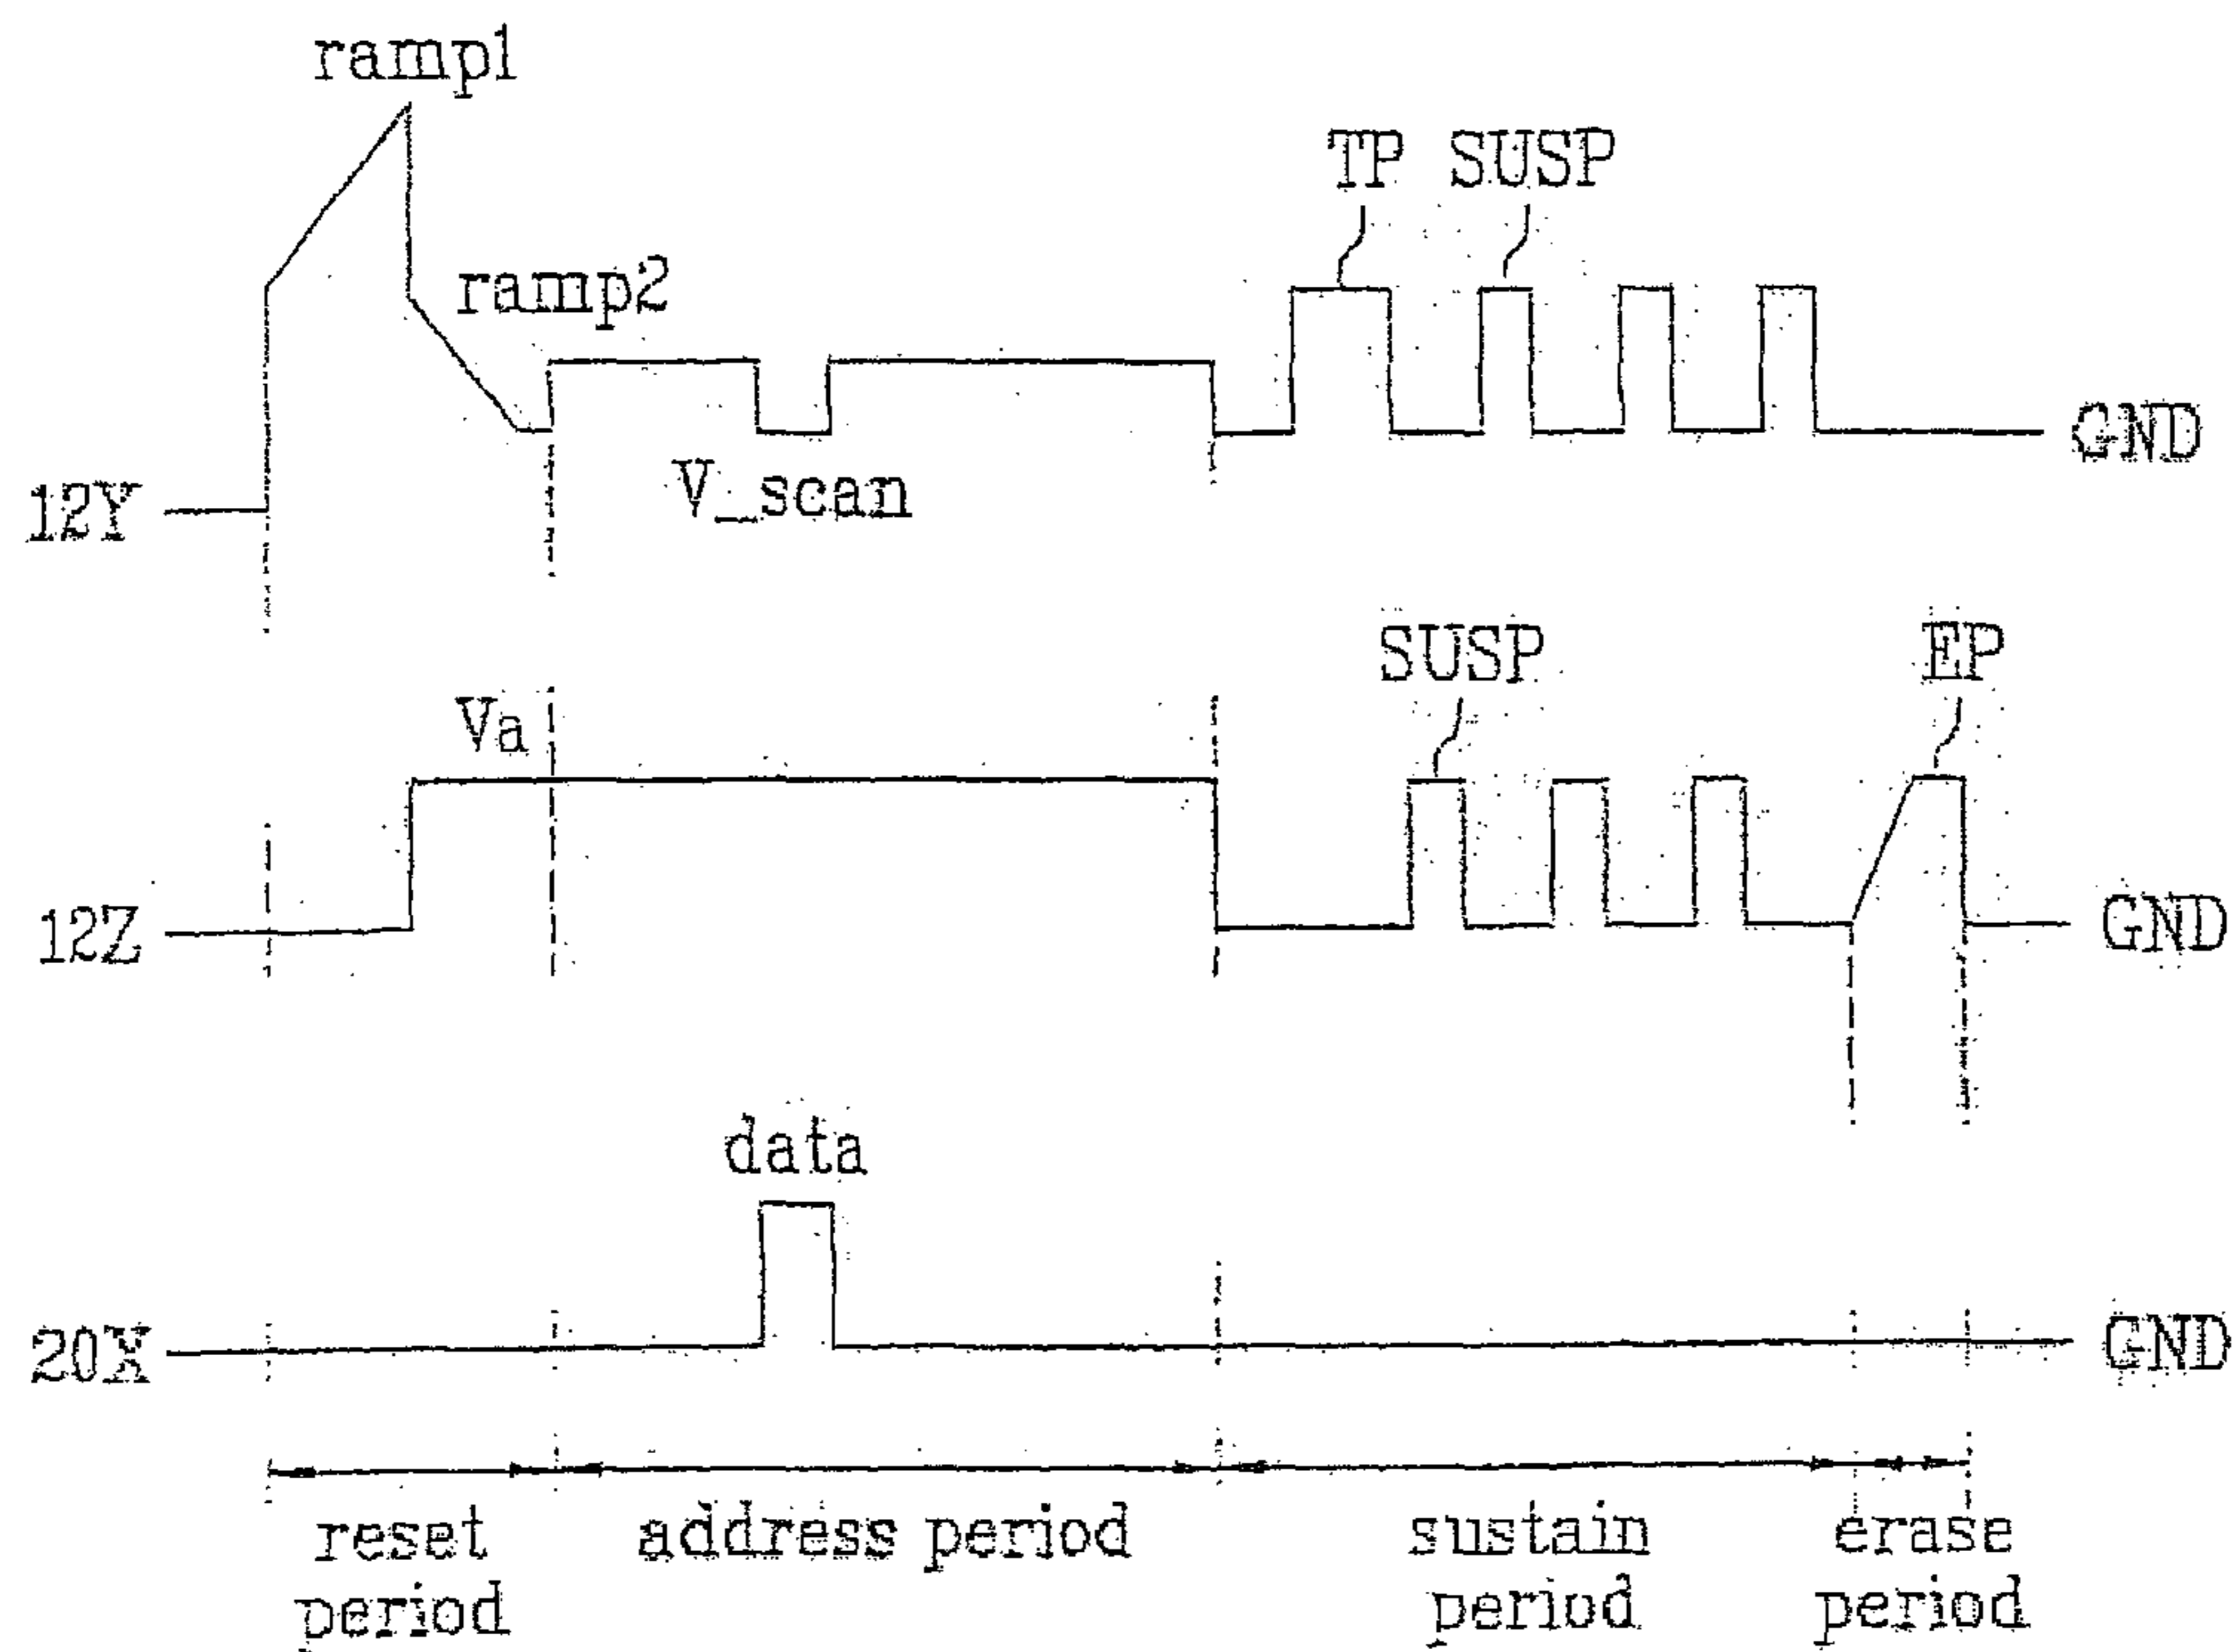 ramp1
TP SUSP
ramp2
GND
V_scan
12Y
SUSP
EP
Va
12Z
GND
data
20X
GND
reset period
address period
sustain period
erase period